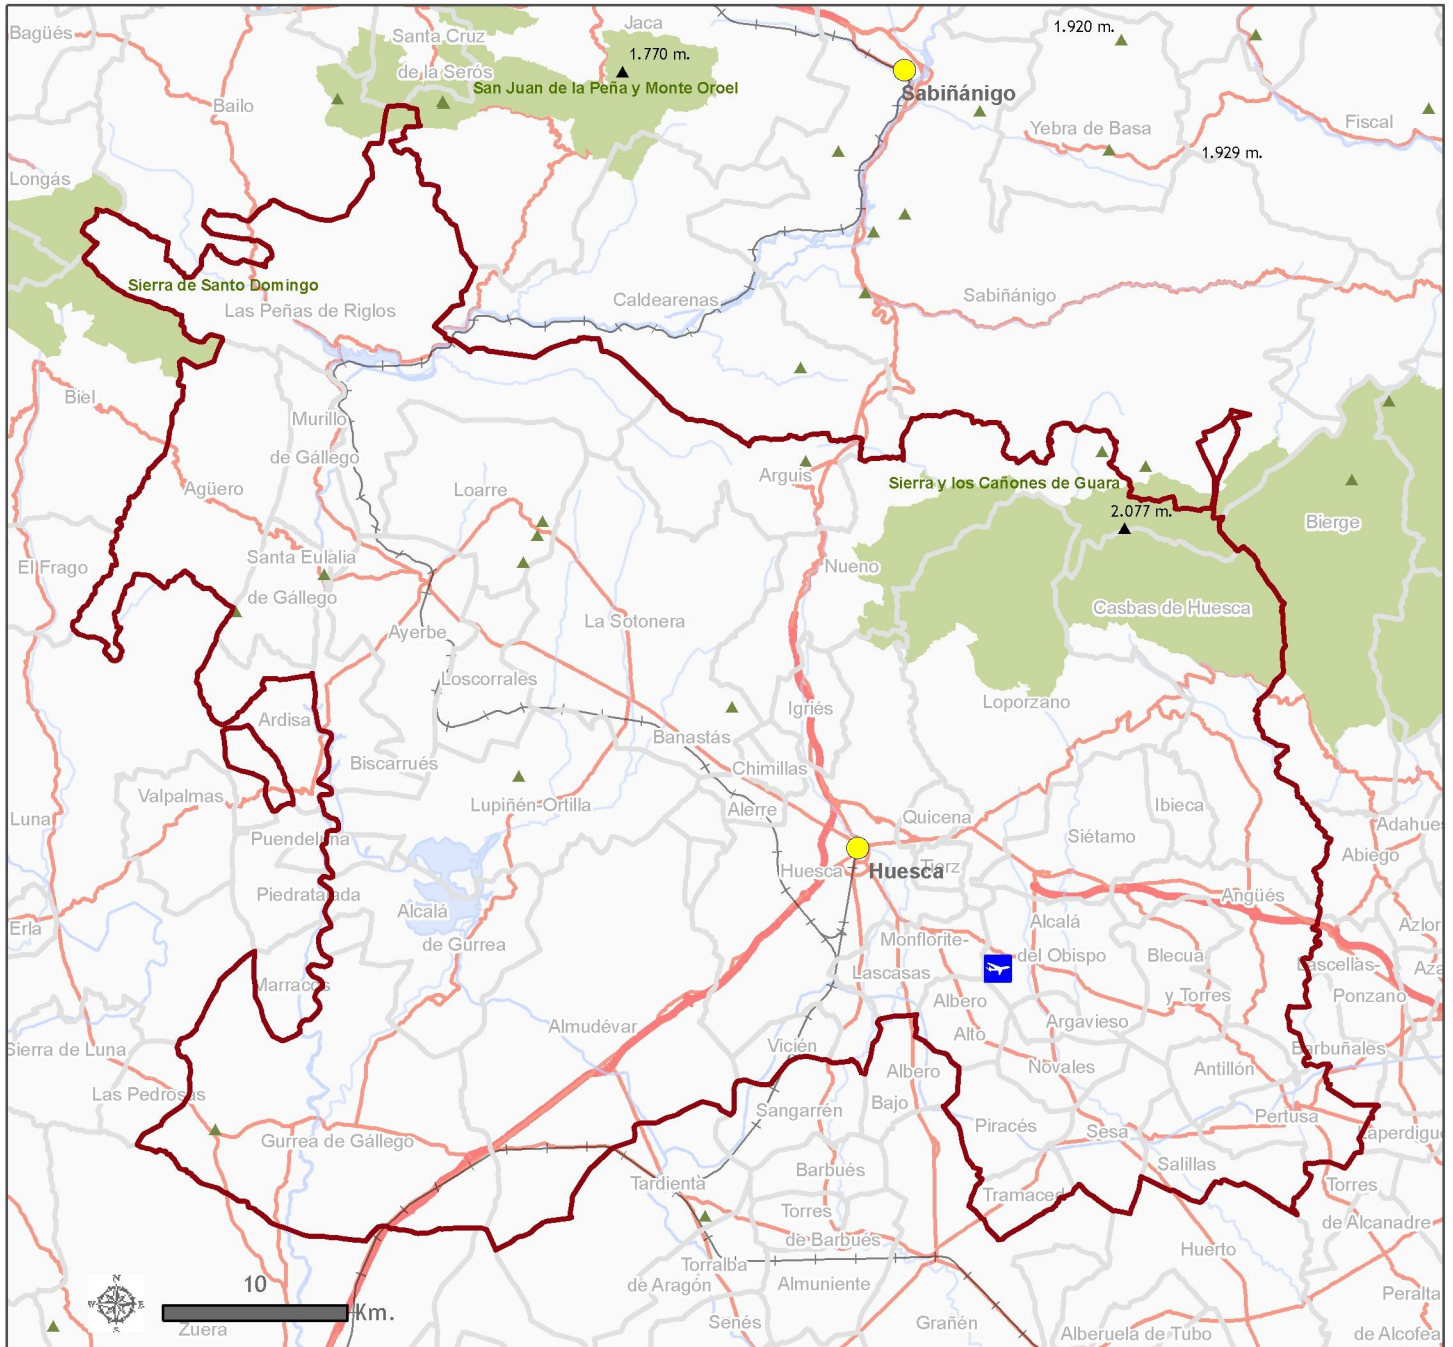 Bagüés
Santa Cruz
de la Serós
Jaca
1.770 m.
1.920 m.
San Juan de la Peña y Monte Oroel
Sabiñánigo
Bailo
Yebra de Basa
Fiscal
1.929 m.
Longás
Sierra de Santo Domingo
Las Peñas de Riglos
Caldearenas
Sabiñánigo
Biel
Murillo
de Gállego
Agüero
Loarre
Arguis
Sierra y los Cañones de Guara
2.077 m.
Bierge
El Frago
Santa Eulalia
de Gállego
Nueno
Casbas de Huesca
Ayerbe
La Sotonera
Loscorrales
Loporzano
Ardisa
Igriés
Banastás
Biscarrués
Chimillas
Valpalmas
Lupiñén-Ortilla
Alerre
Quicena
Ibieca
Luna
Puendeluna
Siétamo
Adahues
Abiego
Huesca
Huesca
Tierz
Piedratajada
Angüés
Alcalá
de Gurrea
Erla
Alcalá
del Obispo
Azlor
Monflorite-
Lascasas
Blecua
y Torres
Lascellas-
Ponzano
Aza
Marracos
Albero
Alto
Argavieso
Almudévar
Sierra de Luna
Vicién
Barbuñales
Las Pedrosas
Albero
Bajo
Novales
Antillón
Sangarrén
Pertusa
Piracés
Sesa
Laperdigue
Gurrea de Gállego
Salillas
Tardienta
Barbués
Tramaced
Torres
de Alcanadre
Torres
de Barbués
Huerto
Torralba
de Aragón
Almuniente
10
Km.
Peralta
de Alcofea
Zuera
Senés
Grañén
Alberuela de Tubo
N
W
E
S